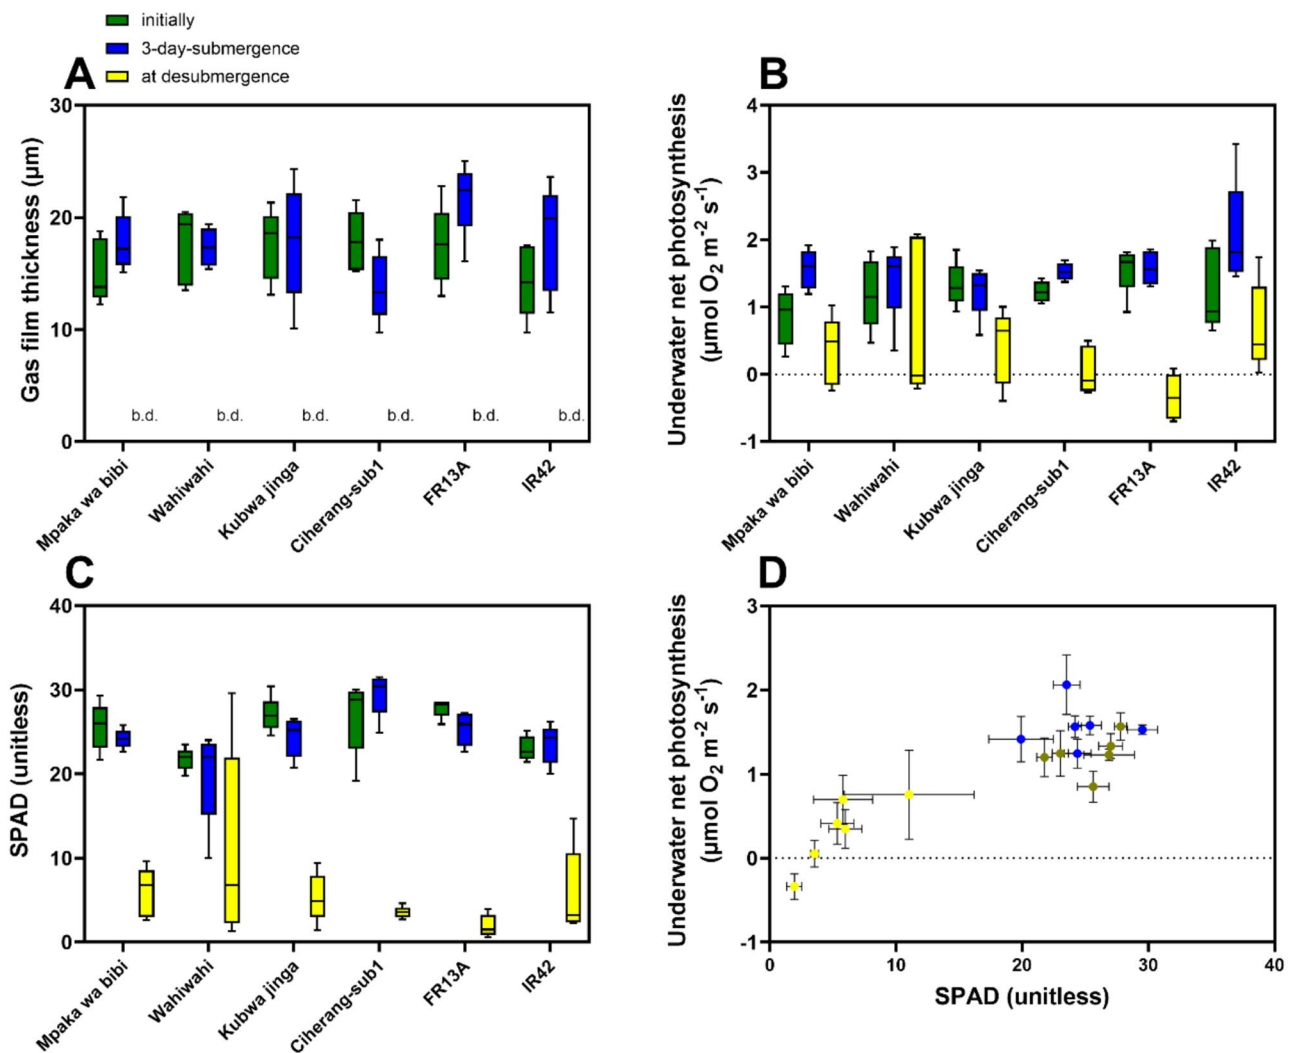 initially
3-day-submergence
at desubmergence
A
Gas film thickness (µm)
30
20
10
0
b.d. b.d. b.d. b.d. b.d. b.d.
Mpaka wa bibi
Wahiwahi
Kubwa jinga
Ciherang-sub1
FR13A
IR42
B
Underwater net photosynthesis
(µmol O2 m-2 s-1)
4
3
2
1
0
-1
Mpaka wa bibi
Wahiwahi
Kubwa jinga
Ciherang-sub1
FR13A
IR42
C
SPAD (unitless)
40
30
20
10
0
Mpaka wa bibi
Wahiwahi
Kubwa jinga
Ciherang-sub1
FR13A
IR42
D
Underwater net photosynthesis
(µmol O2 m-2 s-1)
3
2
1
0
-1
0 10 20 30 40
SPAD (unitless)